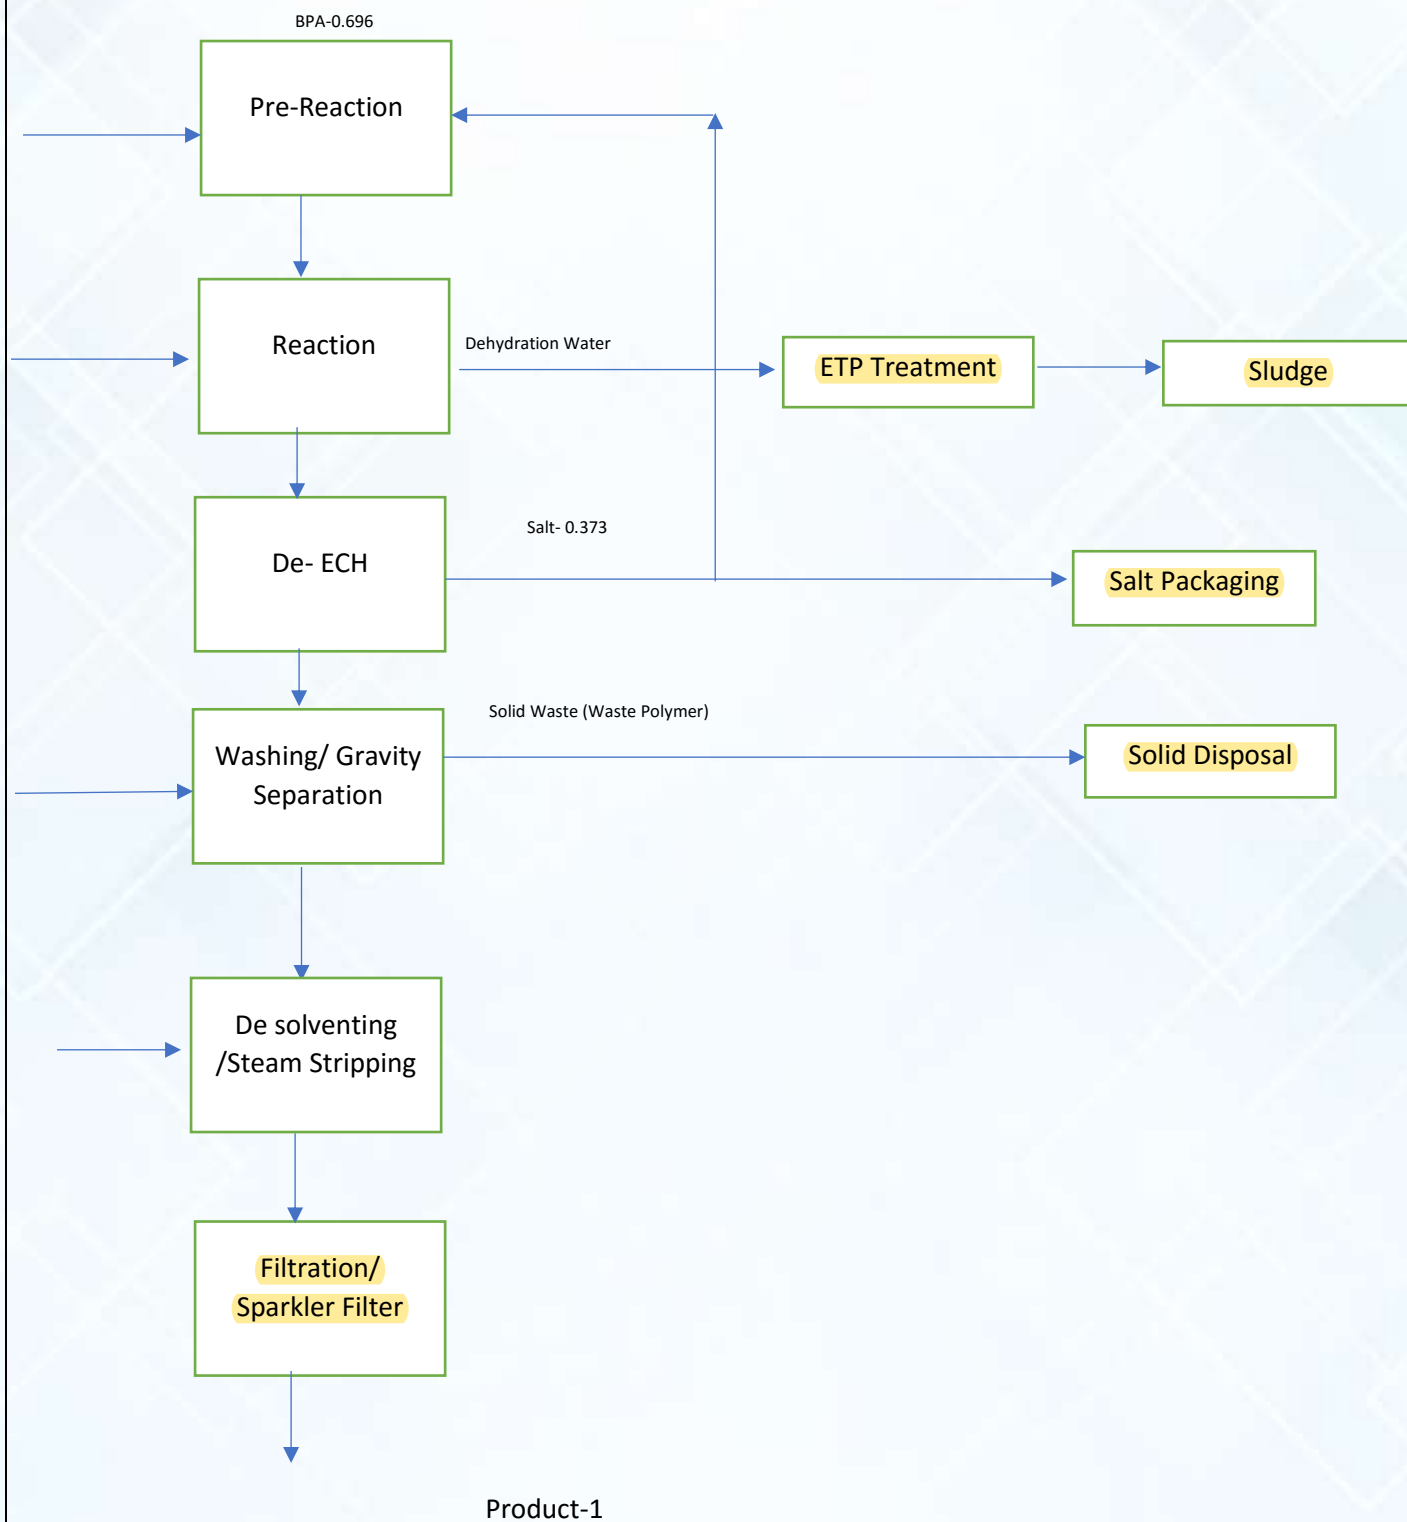 BPA-0.696
Pre-Reaction
Reaction
Dehydration Water
ETP Treatment
Sludge
De- ECH
Salt- 0.373
Salt Packaging
Solid Waste (Waste Polymer)
Washing/ Gravity
Separation
Solid Disposal
De solventing
/Steam Stripping
Filtration/
Sparkler Filter
Product-1